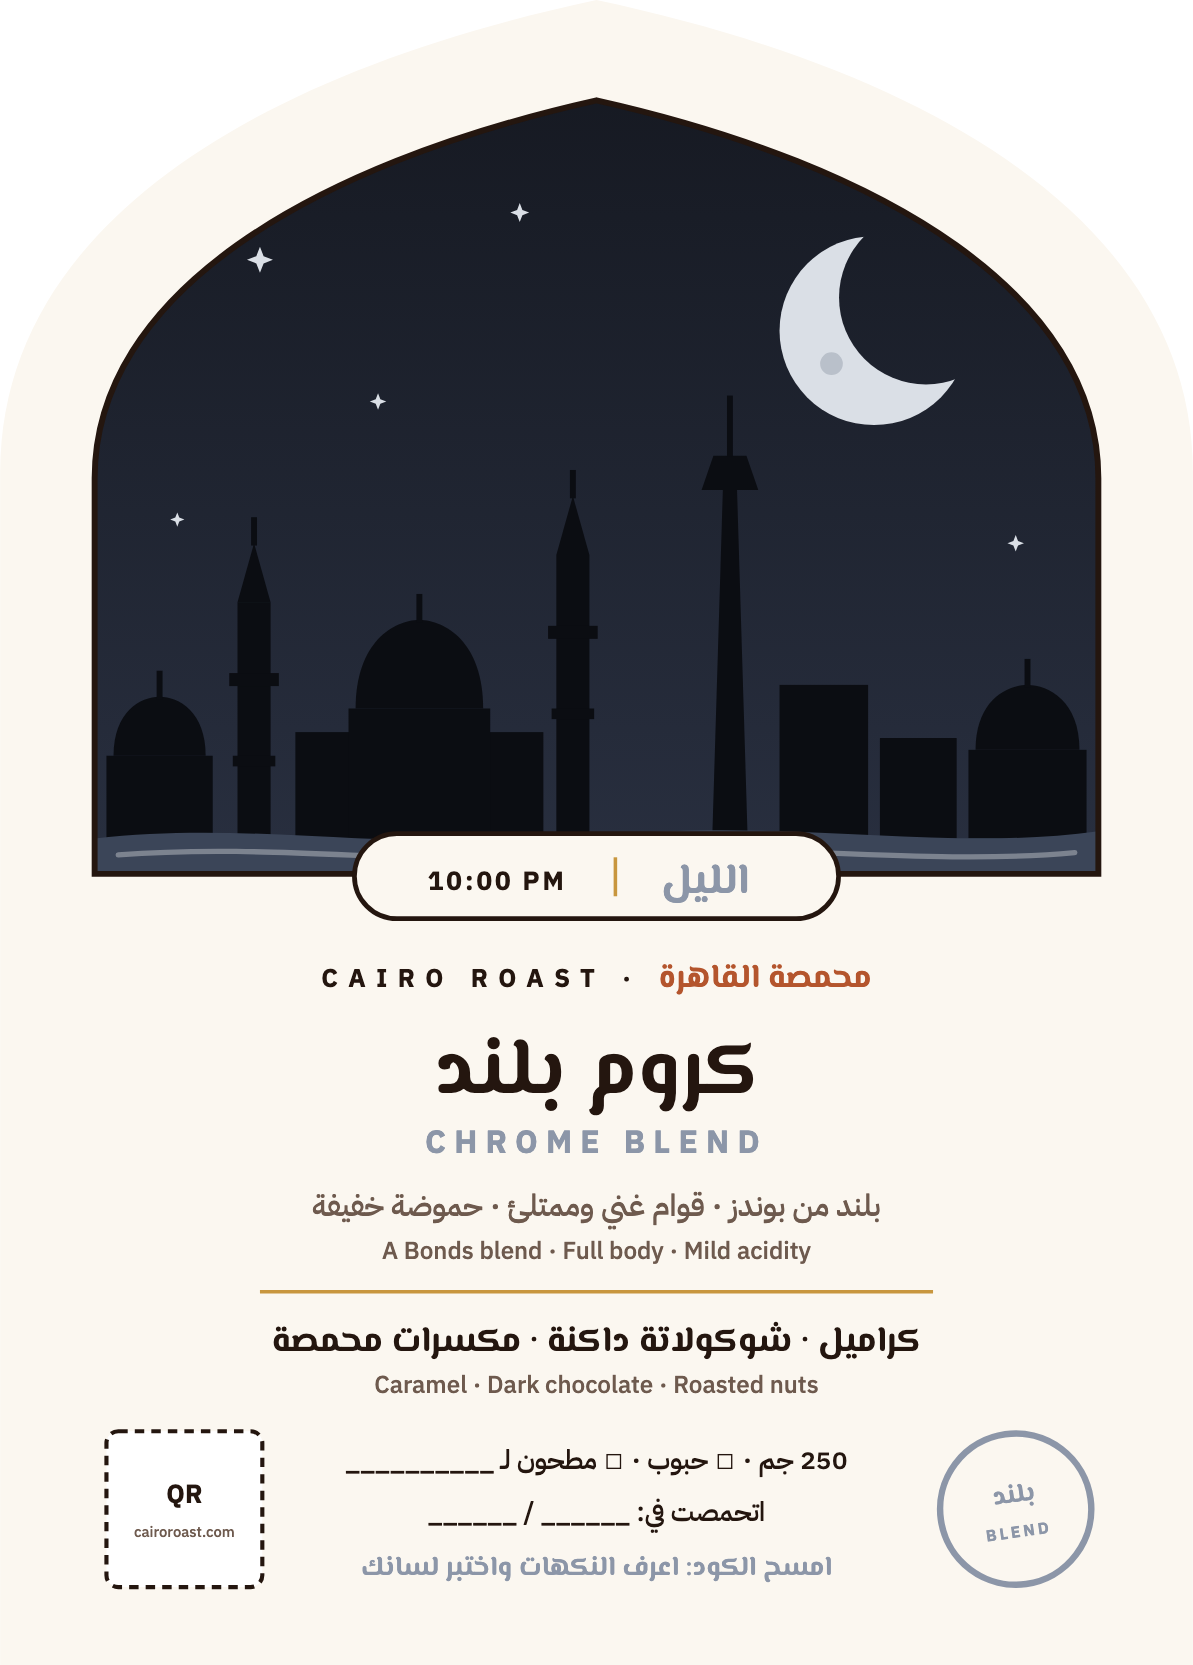 10:00 PM | الليل
CAIRO ROAST · محمصة القاهرة
كروم بلند
CHROME BLEND
بلند من بوندز · قوام غني وممتلئ · حموضة خفيفة
A Bonds blend · Full body · Mild acidity
كراميل · شوكولاتة داكنة · مكسرات محمصة
Caramel · Dark chocolate · Roasted nuts
250 جم · □ حبوب · □ مطحون لـ __________
اتحمصت في: ______ / ______
امسح الكود: اعرف النكهات واختبر لسانك
QR
cairoroast.com
بلند
BLEND